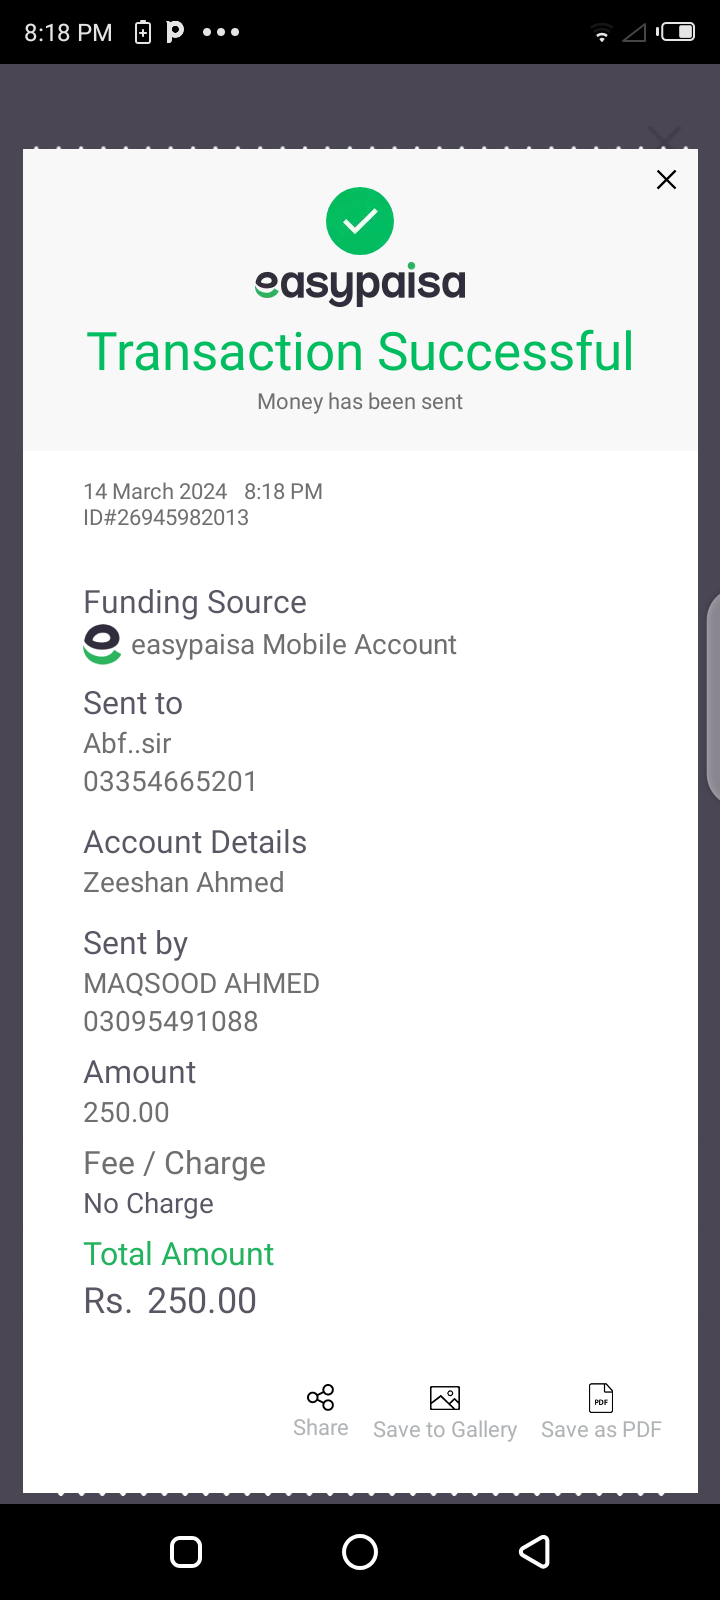 8:18 PM
easypaisa
Transaction Successful
Money has been sent
14 March 2024 8:18 PM
ID#26945982013
Funding Source
easypaisa Mobile Account
Sent to
Abf..sir
03354665201
Account Details
Zeeshan Ahmed
Sent by
MAQSOOD AHMED
03095491088
Amount
250.00
Fee / Charge
No Charge
Total Amount
Rs. 250.00
PDF
Share Save to Gallery Save as PDF